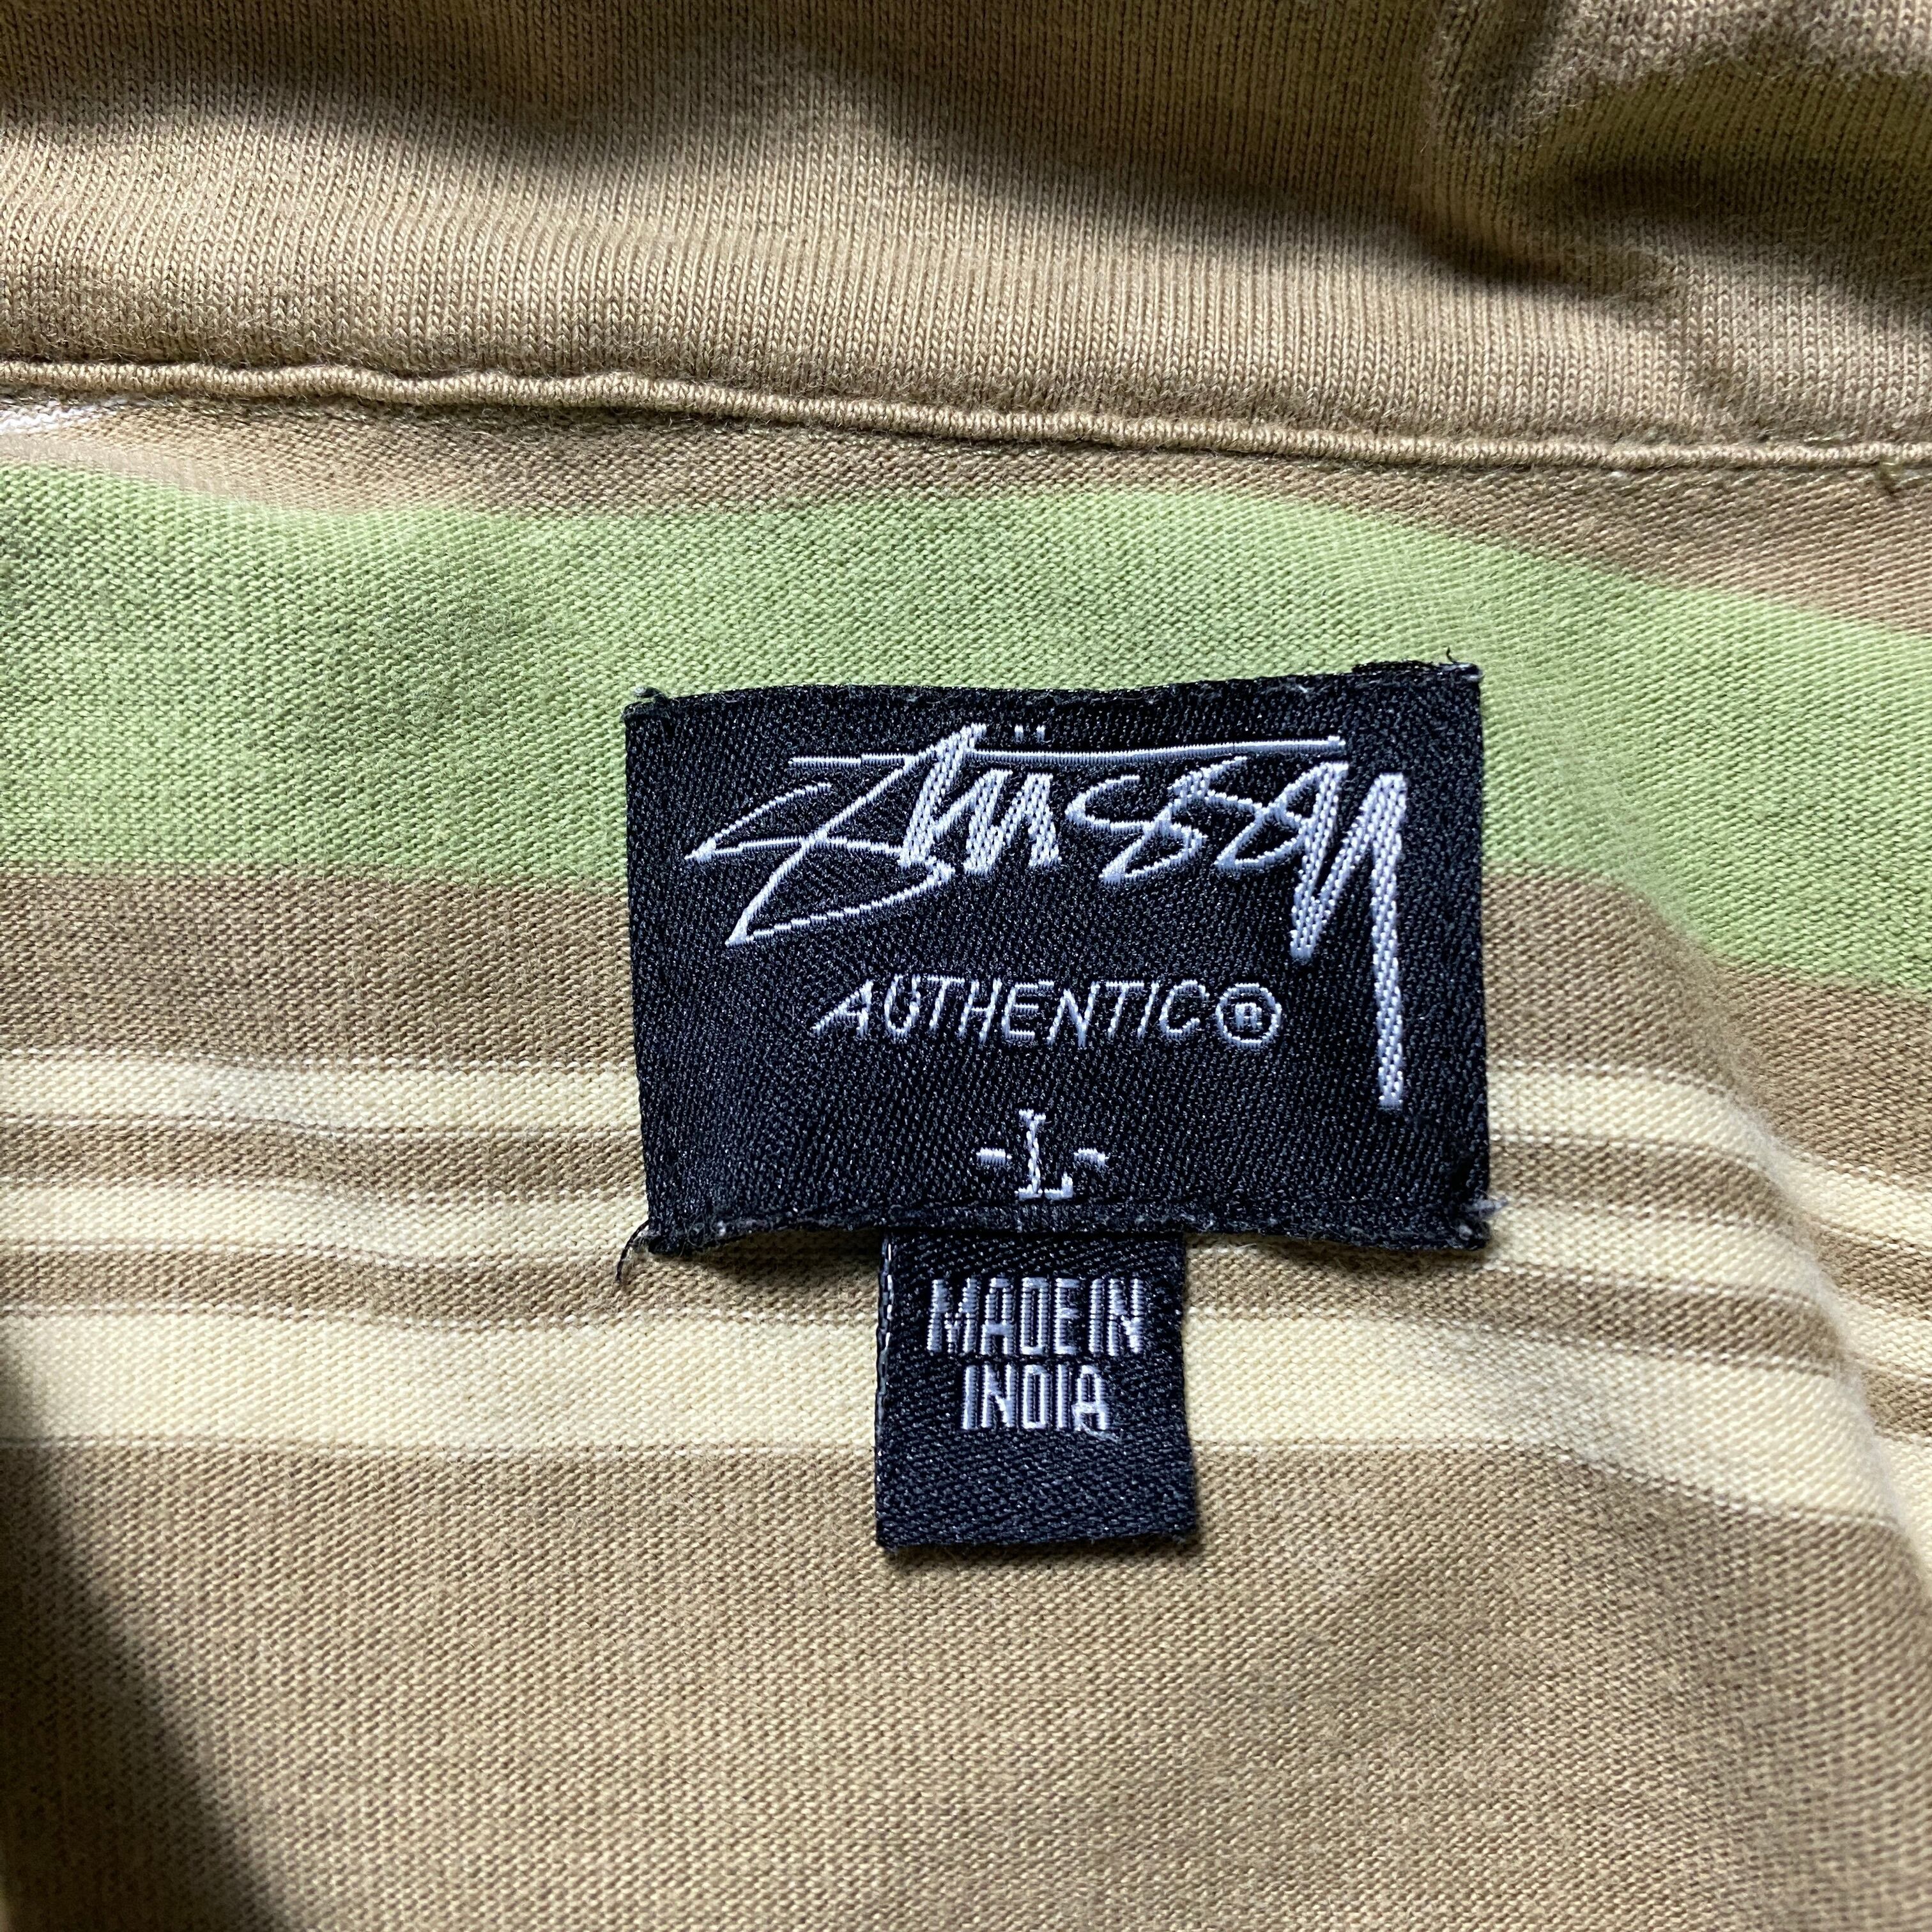 Stüssy
AUTHENTIC®
-L-
MADE IN
INDIA